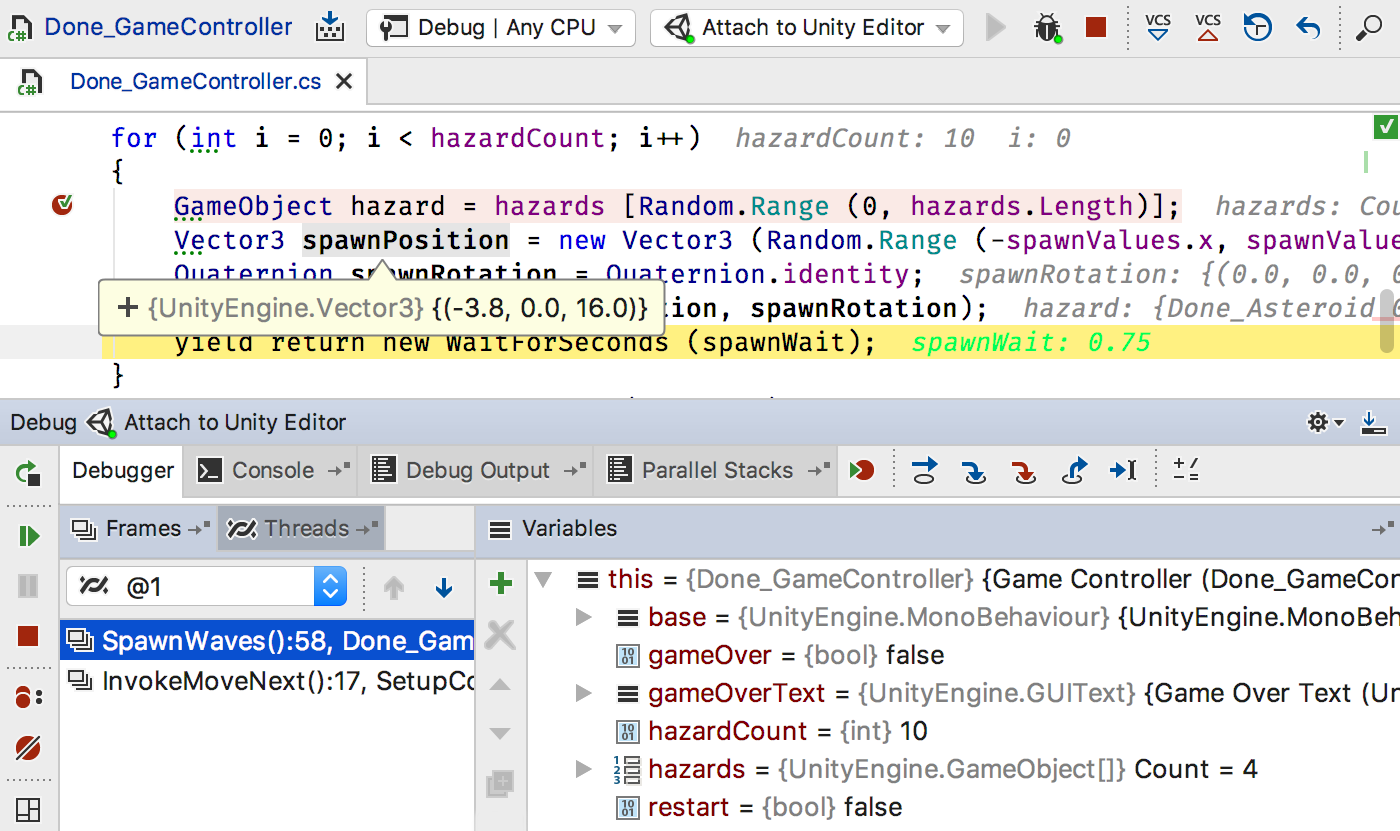 Done_GameController Debug | Any CPU Attach to Unity Editor VCS VCS
C# Done_GameController.cs
for (int i = 0; i < hazardCount; i++) hazardCount: 10 i: 0
{
GameObject hazard = hazards [Random.Range (0, hazards.Length)]; hazards: Cou
Vector3 spawnPosition = new Vector3 (Random.Range (-spawnValues.x, spawnValue
Quaternion spawnRotation = Quaternion.identity; spawnRotation: {(0.0, 0.0, 0
+ {UnityEngine.Vector3} {(-3.8, 0.0, 16.0)} tion, spawnRotation); hazard: {Done_Asteroid 0
yield return new WaitForSeconds (spawnWait); spawnWait: 0.75
}
Debug Attach to Unity Editor
Debugger Console Debug Output Parallel Stacks
Frames Threads Variables
@1
this = {Done_GameController} {Game Controller (Done_GameCon
SpawnWaves():58, Done_Gam
base = {UnityEngine.MonoBehaviour} {UnityEngine.MonoBeh
InvokeMoveNext():17, SetupCo
gameOver = {bool} false
gameOverText = {UnityEngine.GUIText} {Game Over Text (Un
hazardCount = {int} 10
hazards = {UnityEngine.GameObject[]} Count = 4
restart = {bool} false